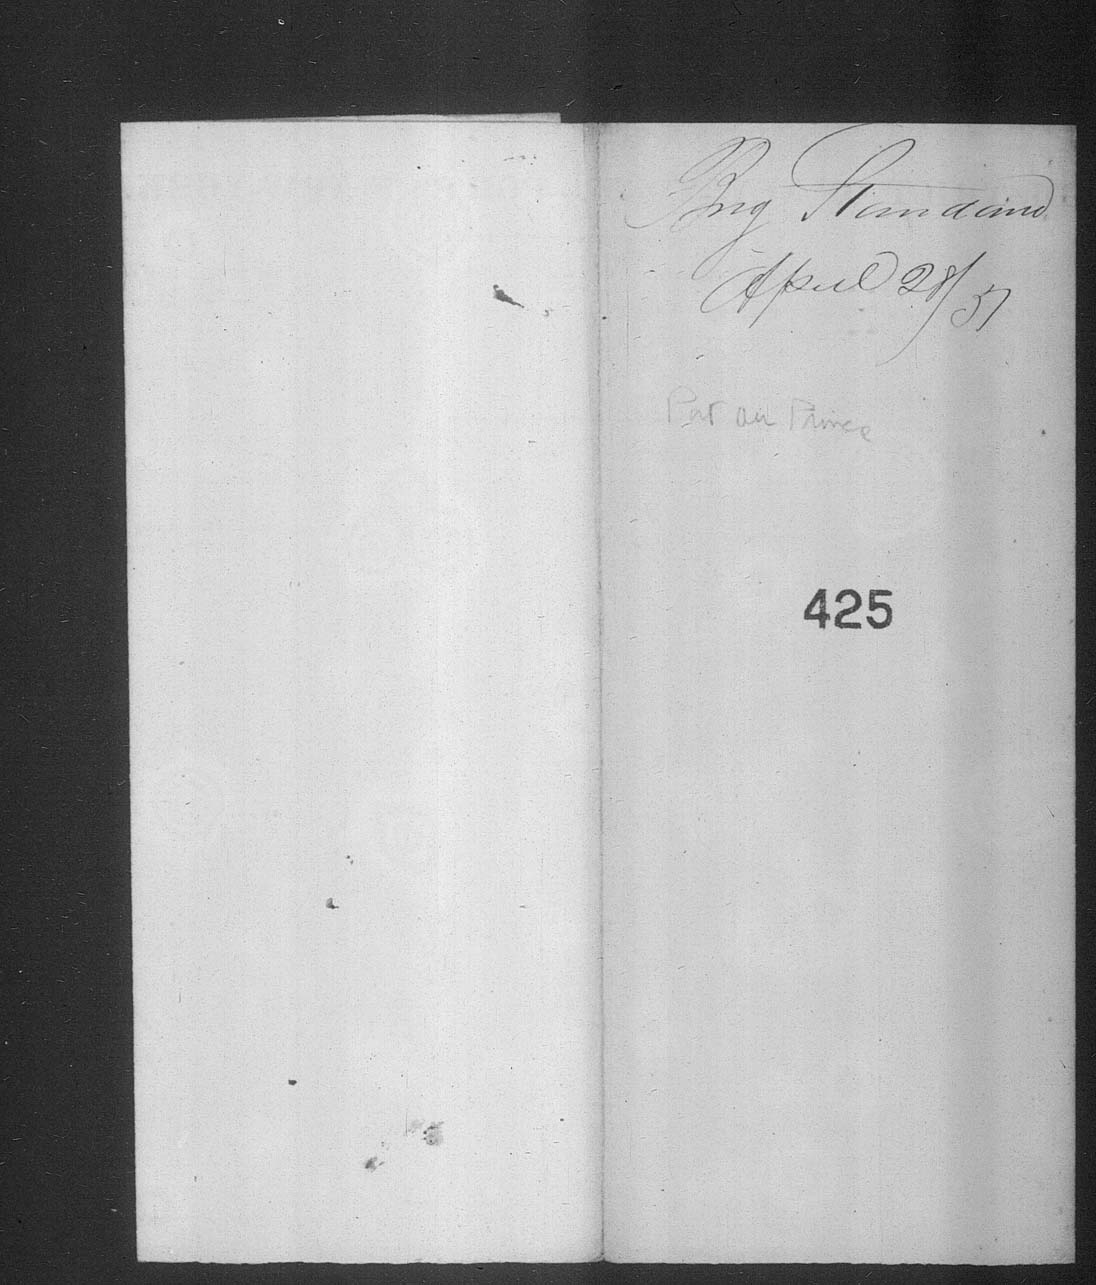 Brig Standard
April 28/57
Port au Prince
425